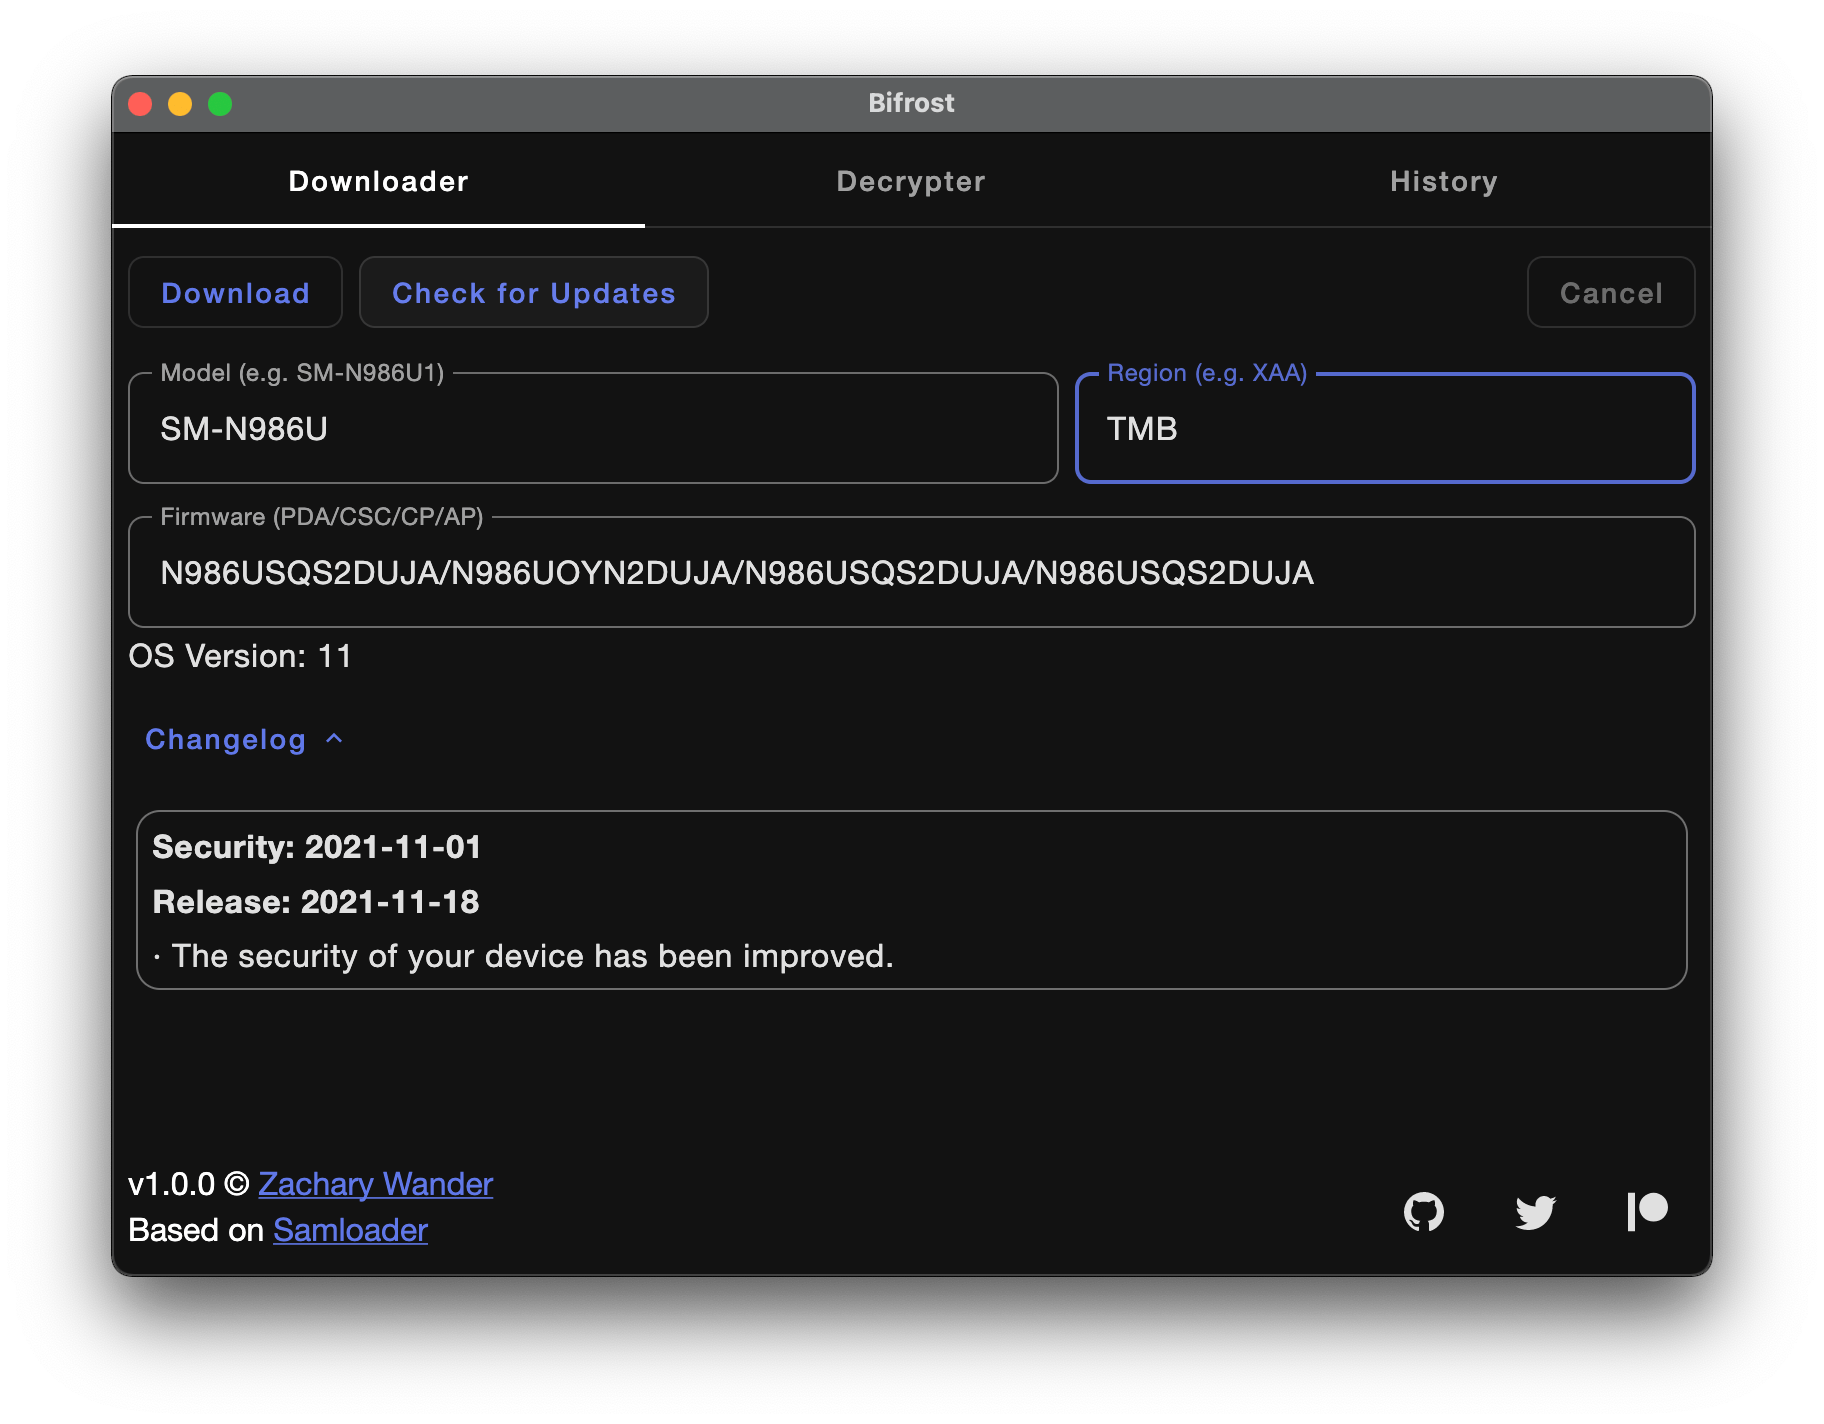 Bifrost
Downloader Decrypter History
Download Check for Updates Cancel
Model (e.g. SM-N986U1) Region (e.g. XAA)
SM-N986U TMB
Firmware (PDA/CSC/CP/AP)
N986USQS2DUJA/N986UOYN2DUJA/N986USQS2DUJA/N986USQS2DUJA
OS Version: 11
Changelog
Security: 2021-11-01
Release: 2021-11-18
· The security of your device has been improved.
v1.0.0 © Zachary Wander
Based on Samloader